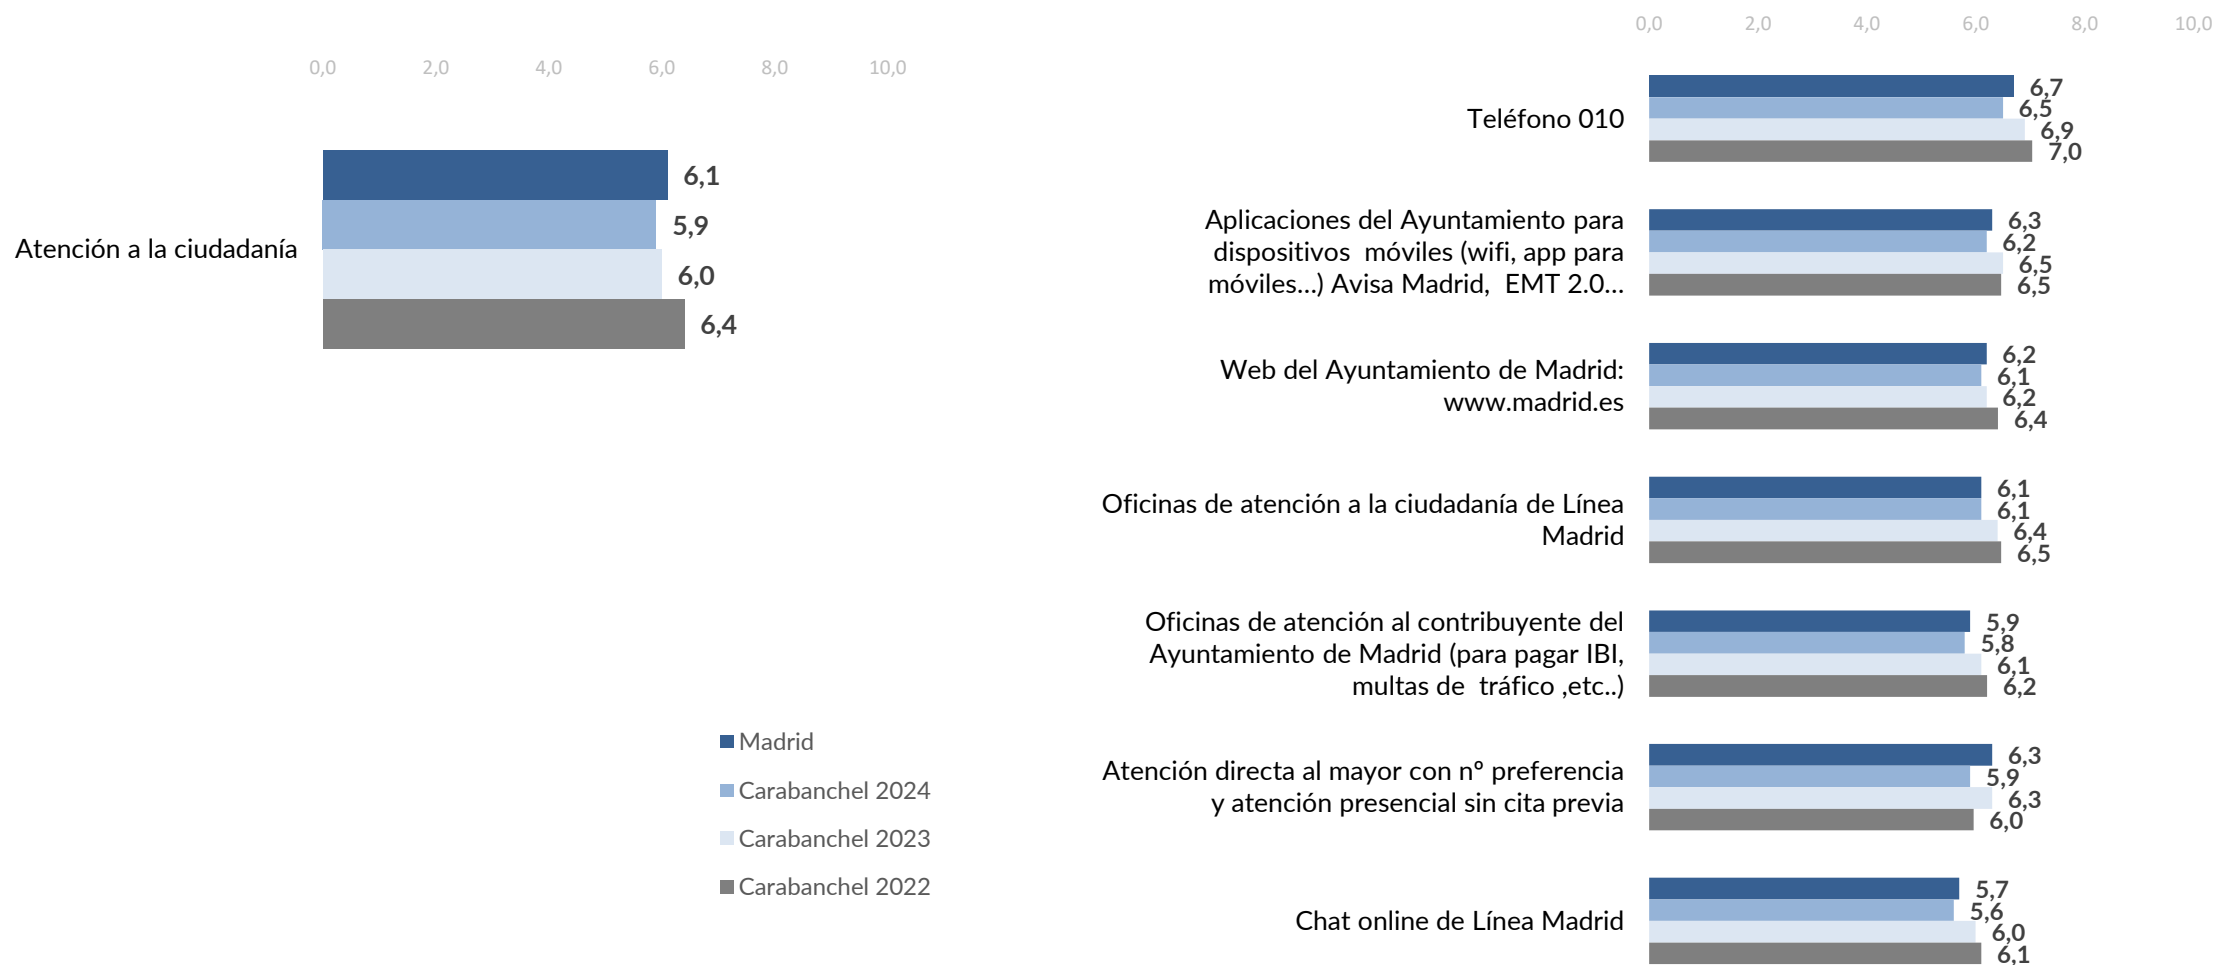 0,0 2,0 4,0 6,0 8,0 10,0
Atención a la ciudadanía
6,1
5,9
6,0
6,4
Madrid
Carabanchel 2024
Carabanchel 2023
Carabanchel 2022
0,0 2,0 4,0 6,0 8,0 10,0
Teléfono 010
6,7
6,5
6,9
7,0
Aplicaciones del Ayuntamiento para
dispositivos móviles (wifi, app para
móviles...) Avisa Madrid, EMT 2.0...
6,3
6,2
6,5
6,5
Web del Ayuntamiento de Madrid:
www.madrid.es
6,2
6,1
6,2
6,4
Oficinas de atención a la ciudadanía de Línea
Madrid
6,1
6,1
6,4
6,5
Oficinas de atención al contribuyente del
Ayuntamiento de Madrid (para pagar IBI,
multas de tráfico ,etc..)
5,9
5,8
6,1
6,2
Atención directa al mayor con nº preferencia
y atención presencial sin cita previa
6,3
5,9
6,3
6,0
Chat online de Línea Madrid
5,7
5,6
6,0
6,1